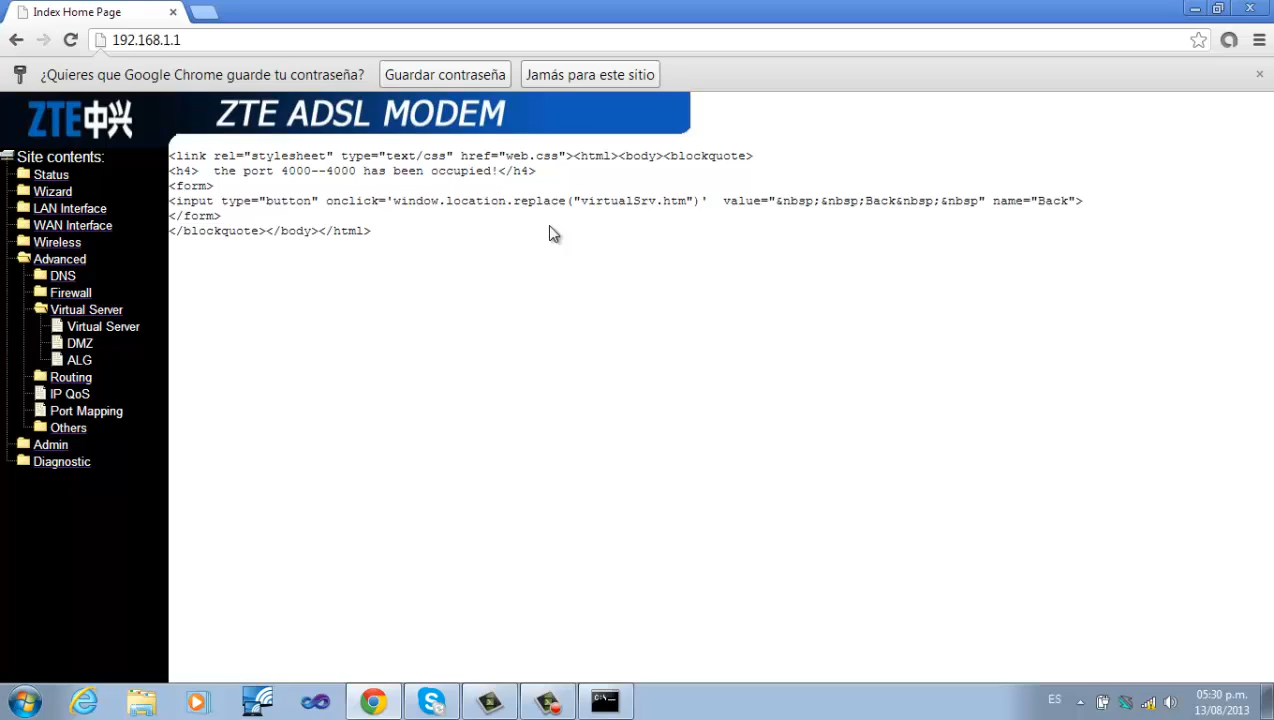 Index Home Page
192.168.1.1
¿Quieres que Google Chrome guarde tu contraseña? Guardar contraseña Jamás para este sitio
ZTE中兴 ZTE ADSL MODEM
Site contents:
Status
Wizard
LAN Interface
WAN Interface
Wireless
Advanced
DNS
Firewall
Virtual Server
Virtual Server
DMZ
ALG
Routing
IP QoS
Port Mapping
Others
Admin
Diagnostic
<link rel="stylesheet" type="text/css" href="web.css"><html><body><blockquote>
<h4>  the port 4000--4000 has been occupied!</h4>
<form>
<input type="button" onclick='window.location.replace("virtualSrv.htm")'  value="&nbsp;&nbsp;Back&nbsp;&nbsp" name="Back">
</form>
</blockquote></body></html>
C:\_
ES
05:30 p.m.
13/08/2013